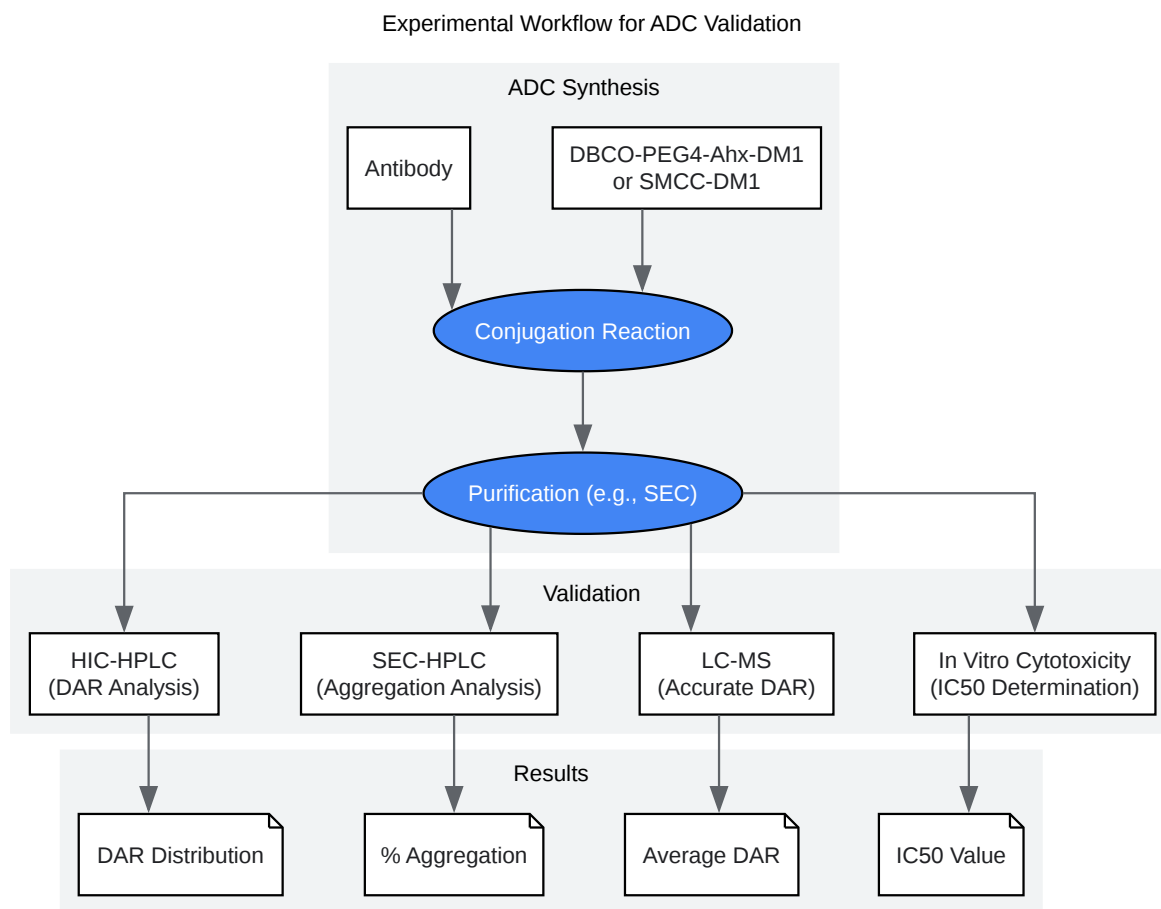 Experimental Workflow for ADC Validation
ADC Synthesis
Antibody
DBCO-PEG4-Ahx-DM1
or SMCC-DM1
Conjugation Reaction
Purification (e.g., SEC)
Validation
HIC-HPLC
(DAR Analysis)
SEC-HPLC
(Aggregation Analysis)
LC-MS
(Accurate DAR)
In Vitro Cytotoxicity
(IC50 Determination)
Results
DAR Distribution
% Aggregation
Average DAR
IC50 Value